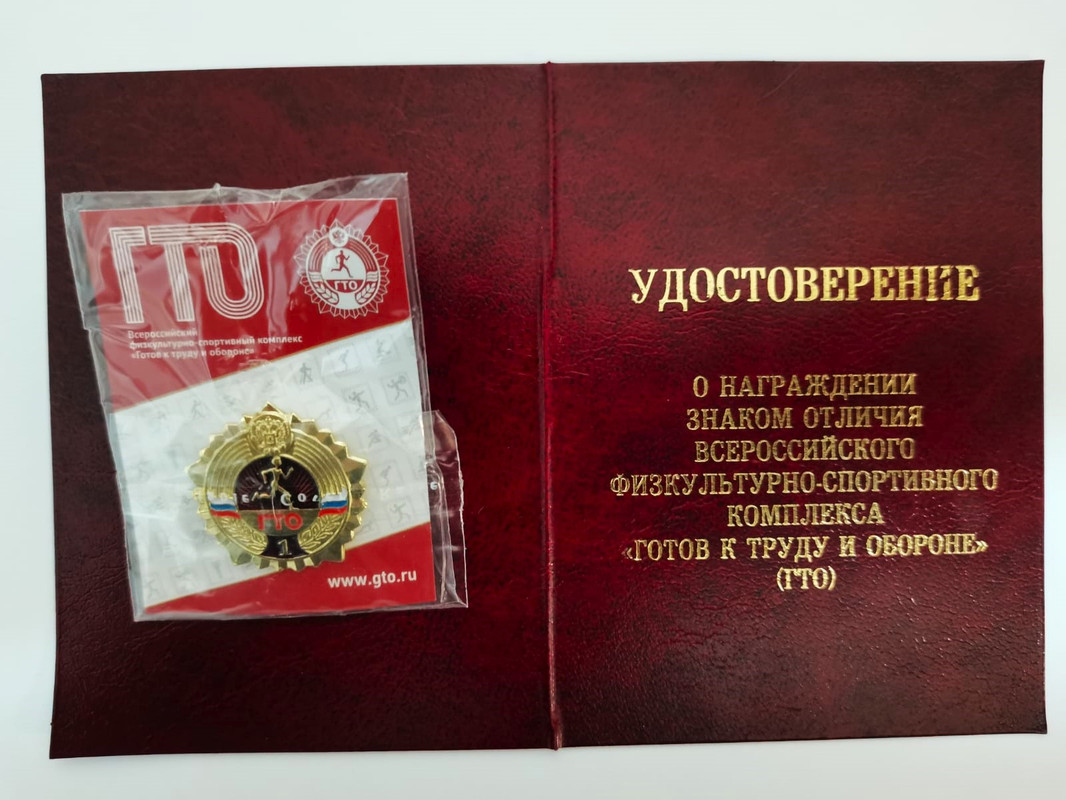 ГТО
ГТО
Всероссийский
физкультурно-спортивный комплекс
«Готов к труду и обороне»
ГТО
1
www.gto.ru
УДОСТОВЕРЕНИЕ
О НАГРАЖДЕНИИ
ЗНАКОМ ОТЛИЧИЯ
ВСЕРОССИЙСКОГО
ФИЗКУЛЬТУРНО-СПОРТИВНОГО
КОМПЛЕКСА
«ГОТОВ К ТРУДУ И ОБОРОНЕ»
(ГТО)